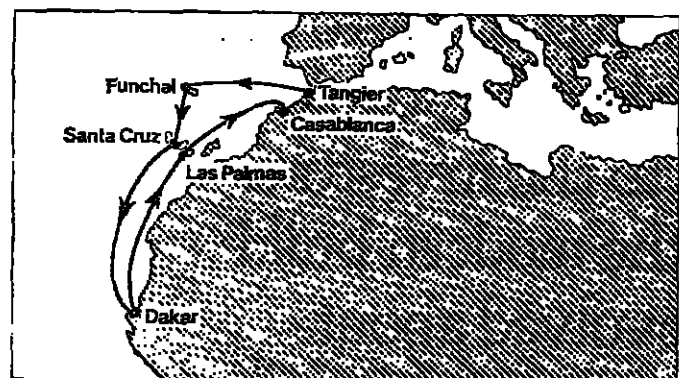 Funchal
Tangier
Casablanca
Santa Cruz
Las Palmas
Dakar